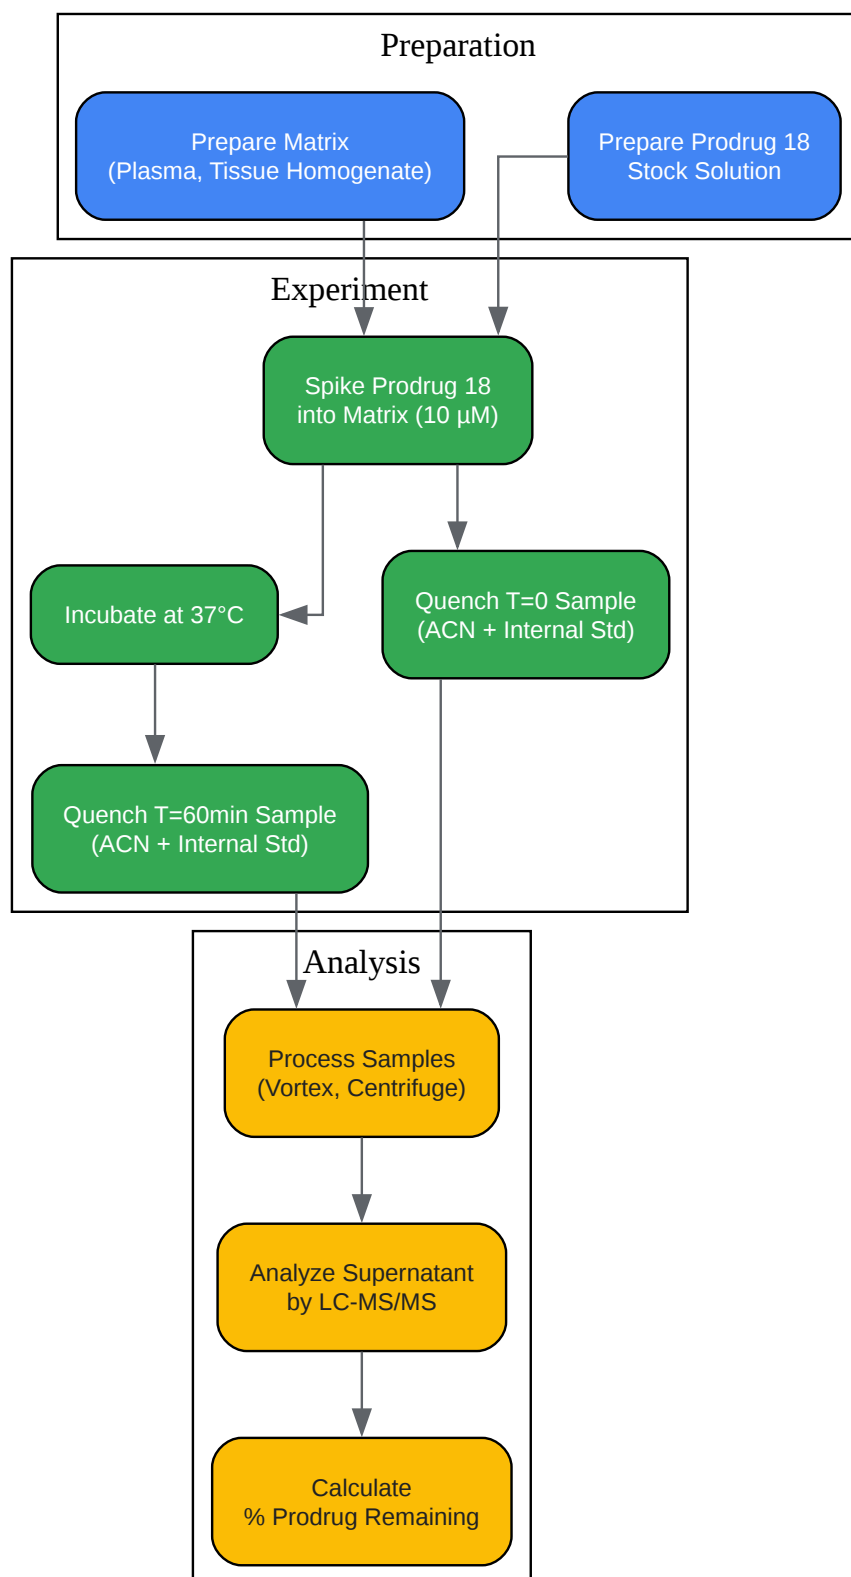 Preparation
Prepare Matrix
(Plasma, Tissue Homogenate)
Prepare Prodrug 18
Stock Solution
Experiment
Spike Prodrug 18
into Matrix (10 µM)
Incubate at 37°C
Quench T=0 Sample
(ACN + Internal Std)
Quench T=60min Sample
(ACN + Internal Std)
Analysis
Process Samples
(Vortex, Centrifuge)
Analyze Supernatant
by LC-MS/MS
Calculate
% Prodrug Remaining